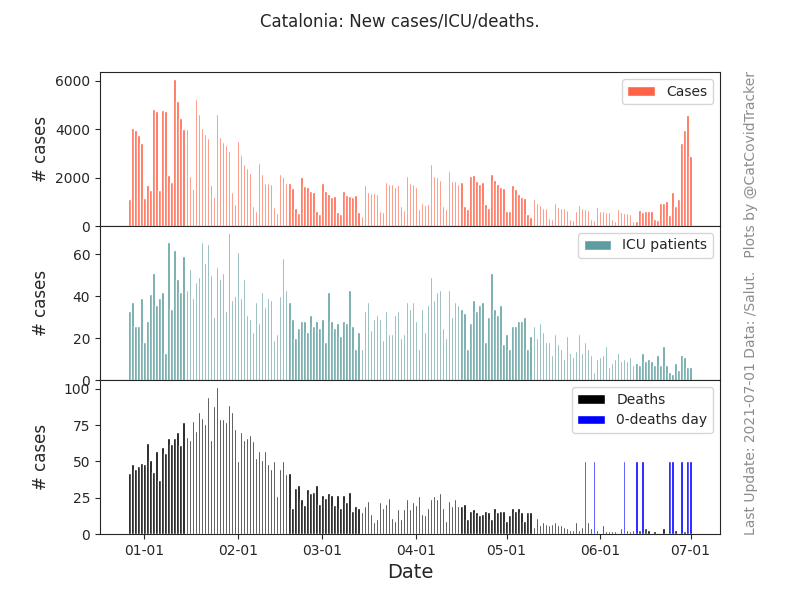 Catalonia: New cases/ICU/deaths.
6000
4000
2000
0
# cases
Cases
60
40
20
0
# cases
ICU patients
100
75
50
25
0
# cases
Deaths
0-deaths day
01-01 02-01 03-01 04-01 05-01 06-01 07-01
Date
Last Update: 2021-07-01 Data: /Salut. Plots by @CatCovidTracker